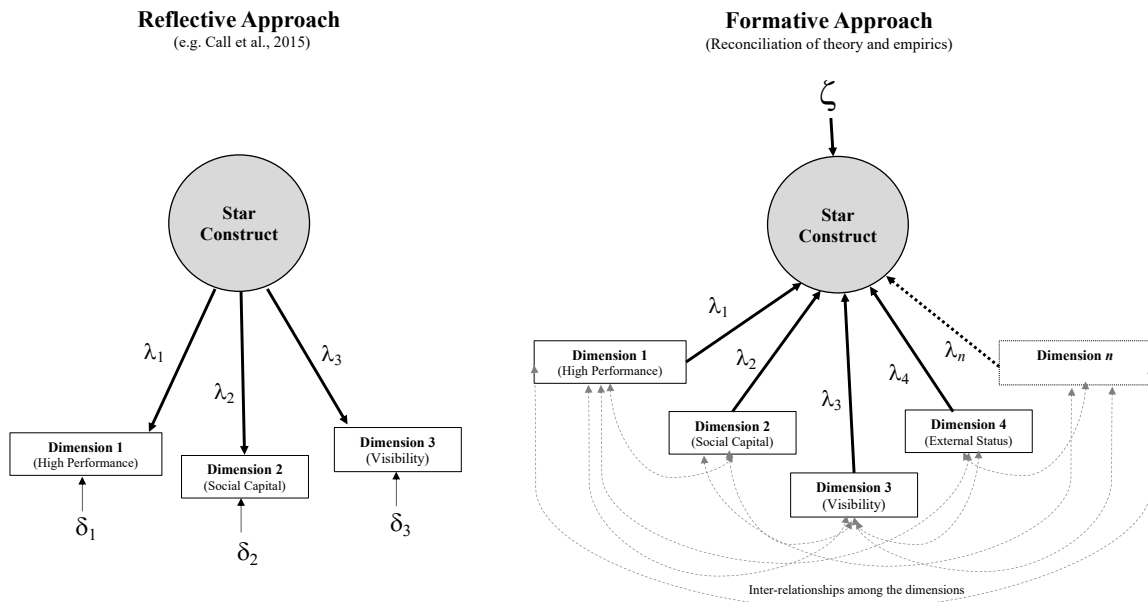 Reflective Approach
(e.g. Call et al., 2015)
Star
Construct
λ1
λ2
λ3
Dimension 1
(High Performance)
Dimension 2
(Social Capital)
Dimension 3
(Visibility)
δ1
δ2
δ3
Formative Approach
(Reconciliation of theory and empirics)
ζ
Star
Construct
λ1
λ2
λ3
λ4
λn
Dimension 1
(High Performance)
Dimension 2
(Social Capital)
Dimension 3
(Visibility)
Dimension 4
(External Status)
Dimension n
Inter-relationships among the dimensions